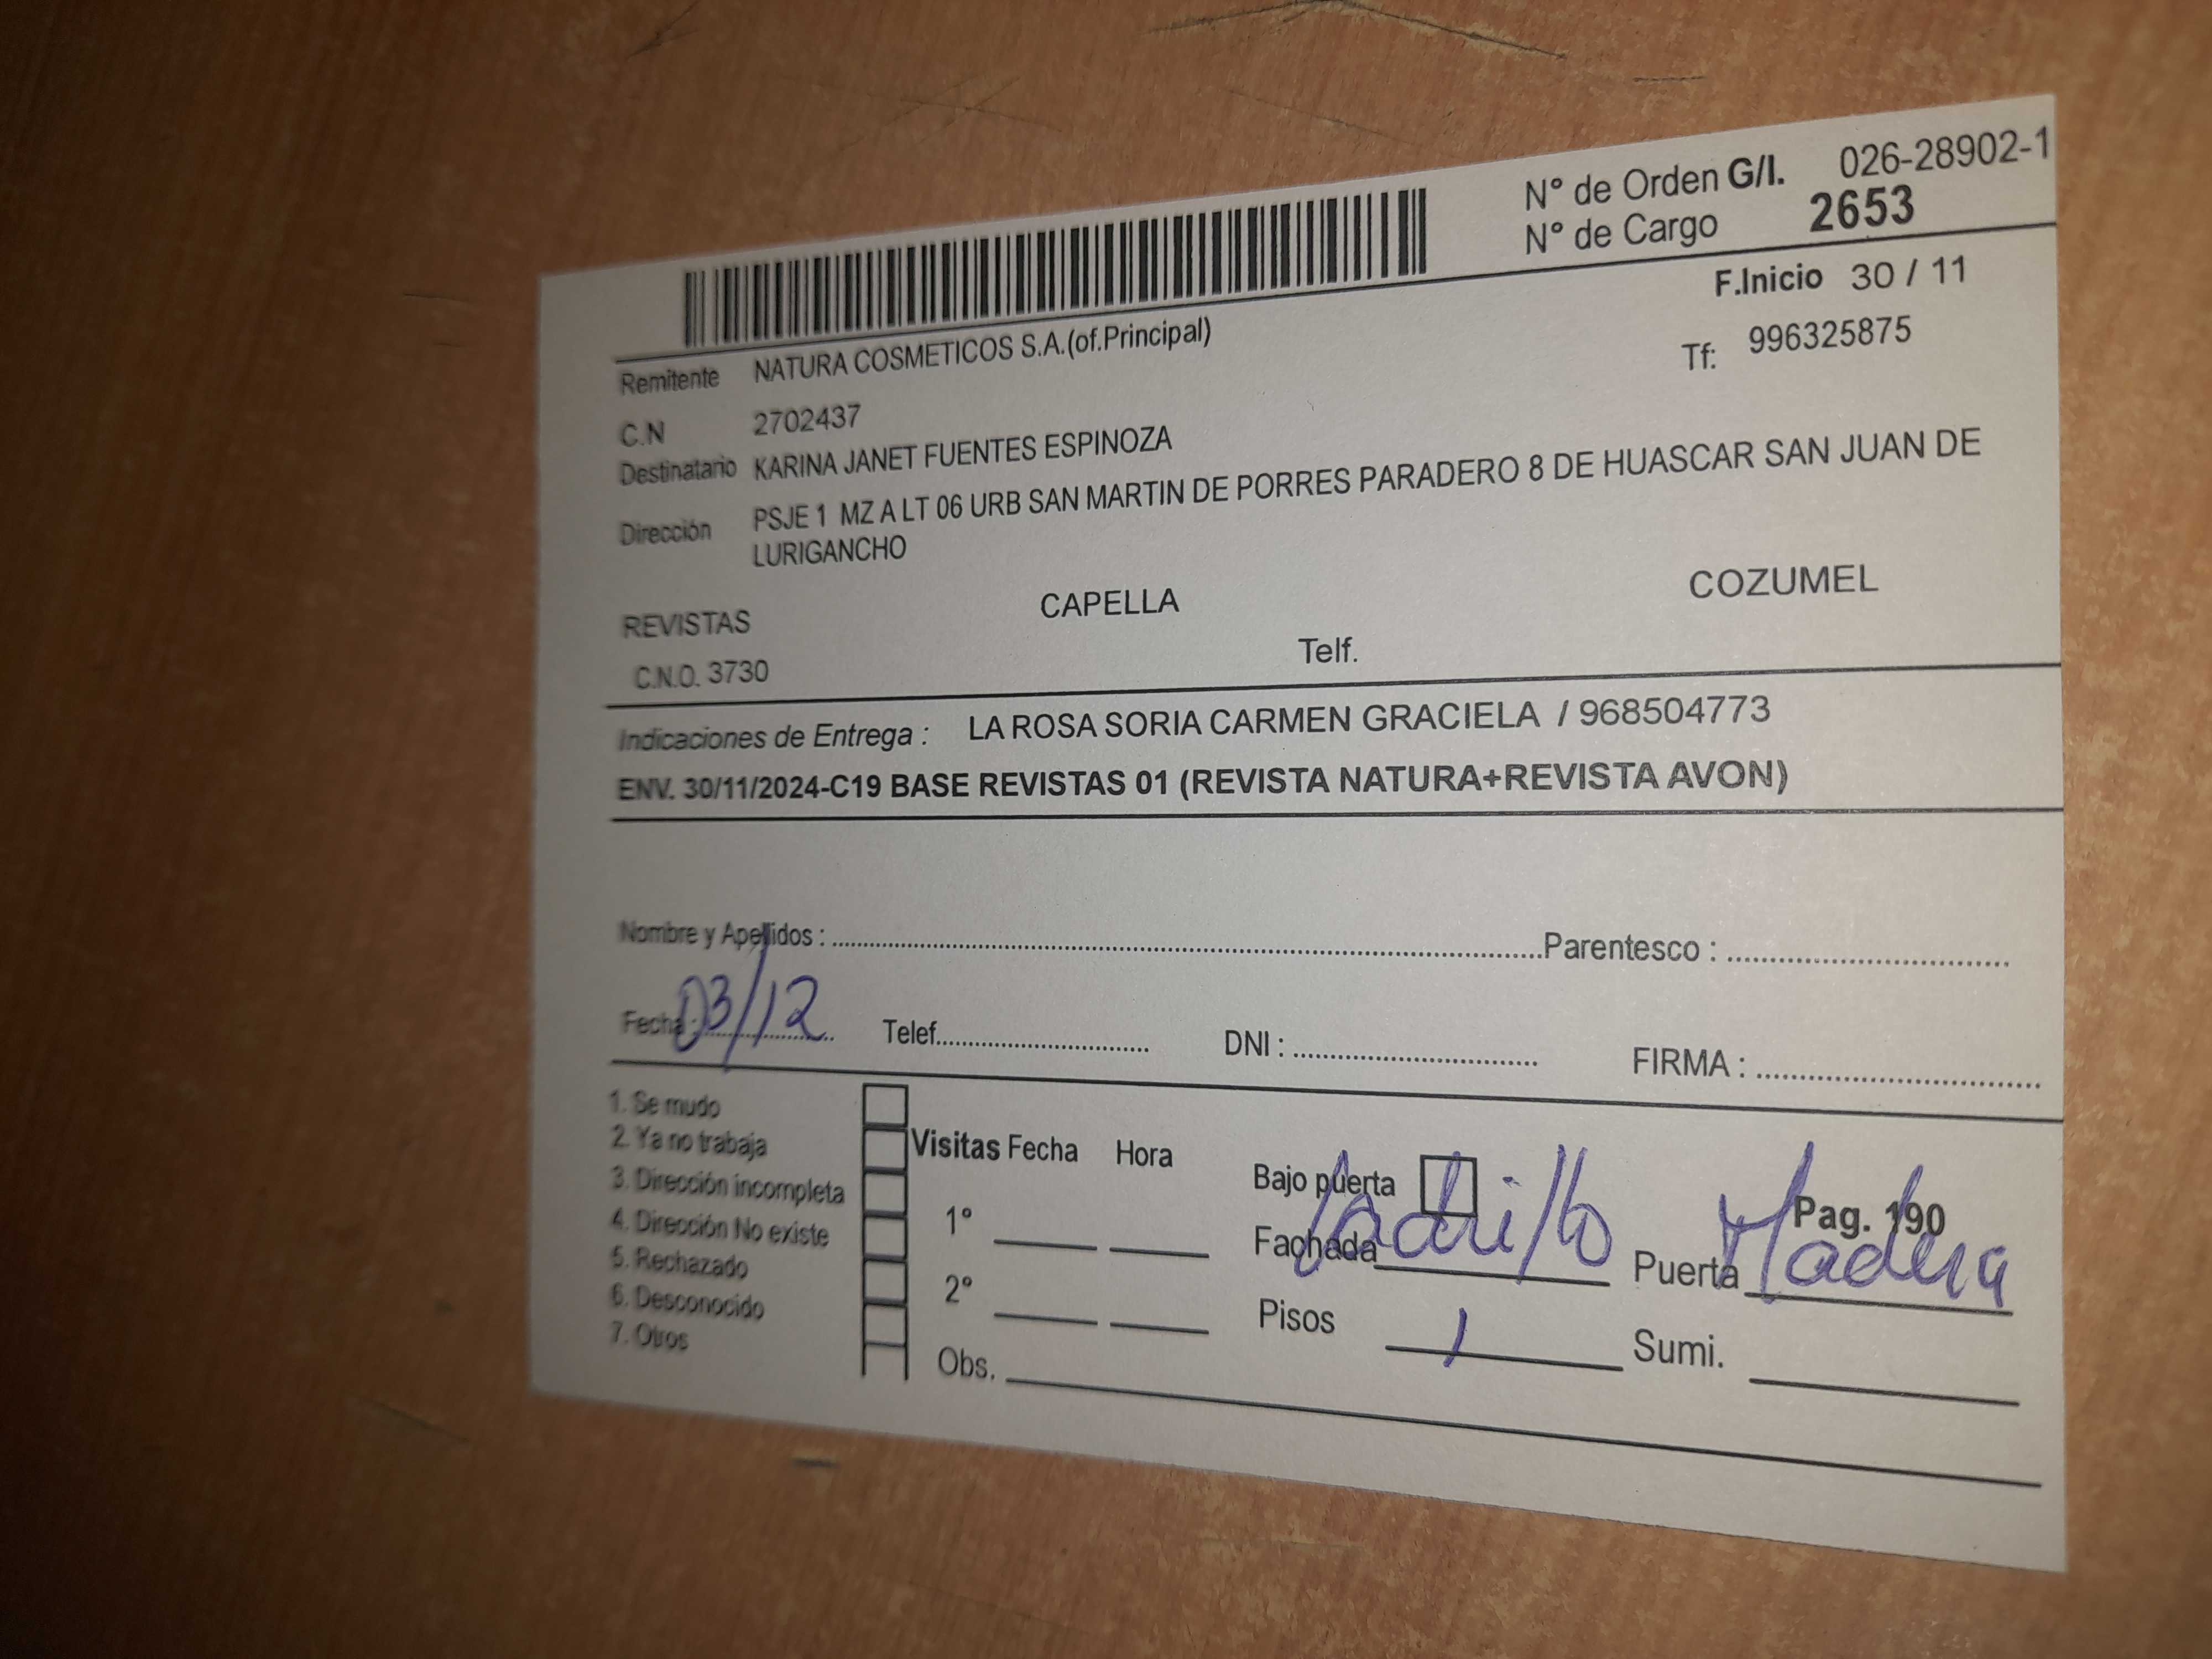 N° de Orden G/I. 026-28902-1
N° de Cargo 2653
F.Inicio 30 / 11
Remitente NATURA COSMETICOS S.A.(of.Principal)
Tf: 996325875
C.N 2702437
Destinatario KARINA JANET FUENTES ESPINOZA
Dirección PSJE 1 MZ A LT 06 URB SAN MARTIN DE PORRES PARADERO 8 DE HUASCAR SAN JUAN DE
LURIGANCHO
REVISTAS CAPELLA COZUMEL
C.N.O. 3730 Telf.
Indicaciones de Entrega : LA ROSA SORIA CARMEN GRACIELA / 968504773
ENV. 30/11/2024-C19 BASE REVISTAS 01 (REVISTA NATURA+REVISTA AVON)
Nombre y Apellidos : Parentesco :
Fecha : 03/12 Telef. DNI : FIRMA :
1. Se mudo
2. Ya no trabaja
3. Dirección incompleta
4. Dirección No existe
5. Rechazado
6. Desconocido
7. Otros
Visitas Fecha Hora
1°
2°
Obs.
Bajo puerta
Pag. 190
Fachada Ladrillo Puerta Madera
Pisos 1 Sumi.